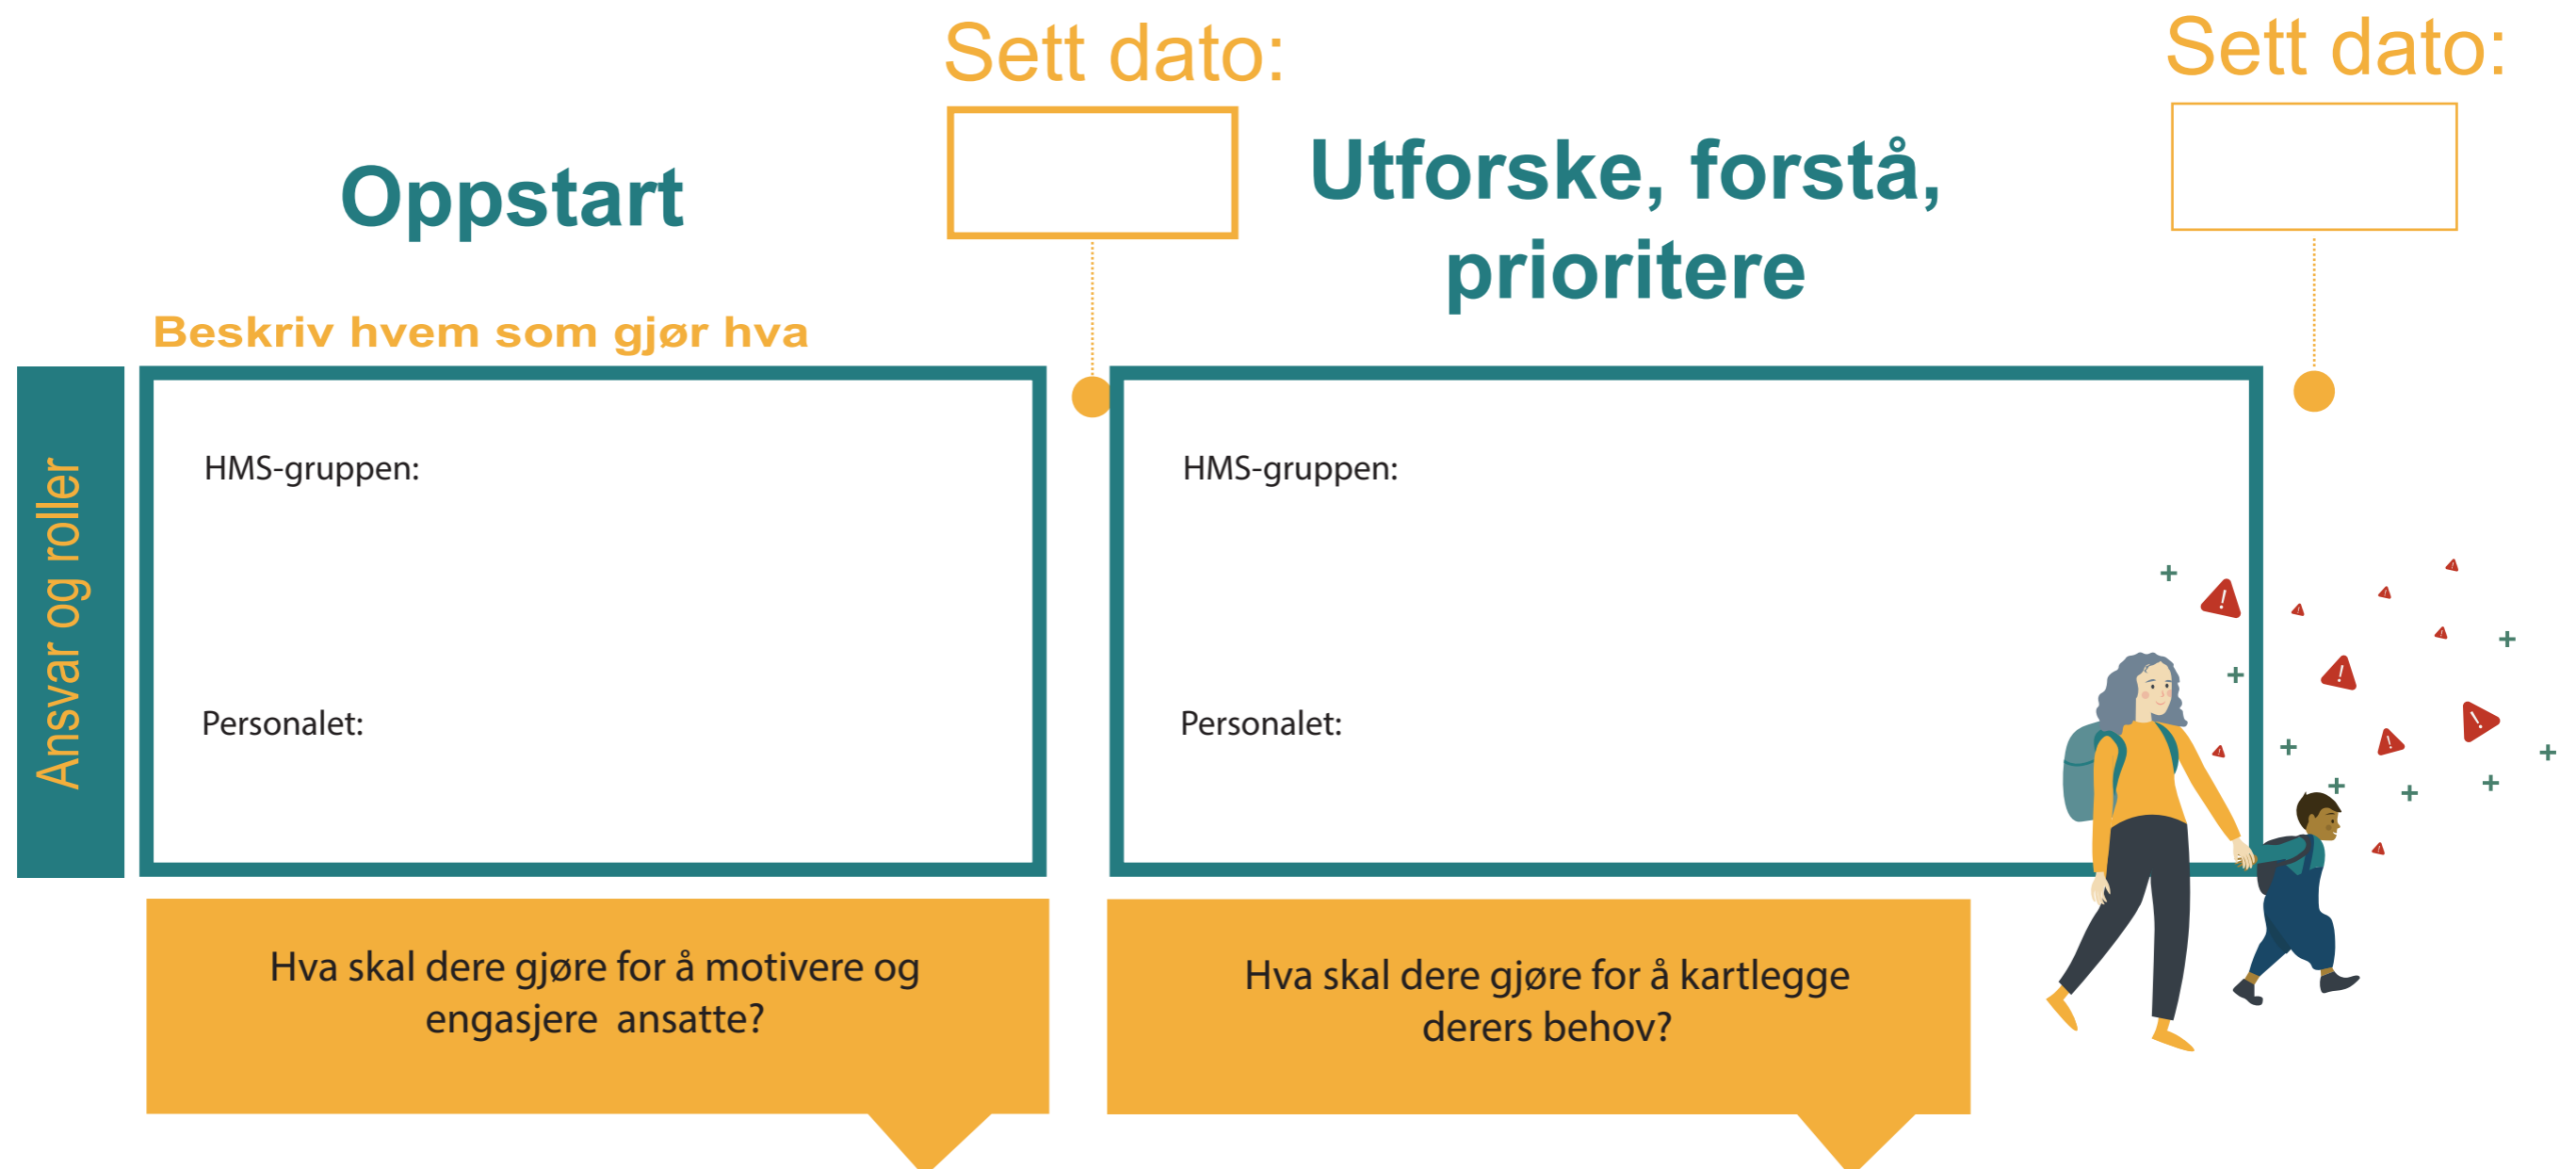 Sett dato:
Sett dato:
Oppstart
Utforske, forstå,
prioritere
Beskriv hvem som gjør hva
Ansvar og roller
HMS-gruppen:
Personalet:
HMS-gruppen:
Personalet:
Hva skal dere gjøre for å motivere og
engasjere  ansatte?
Hva skal dere gjøre for å kartlegge
derers behov?